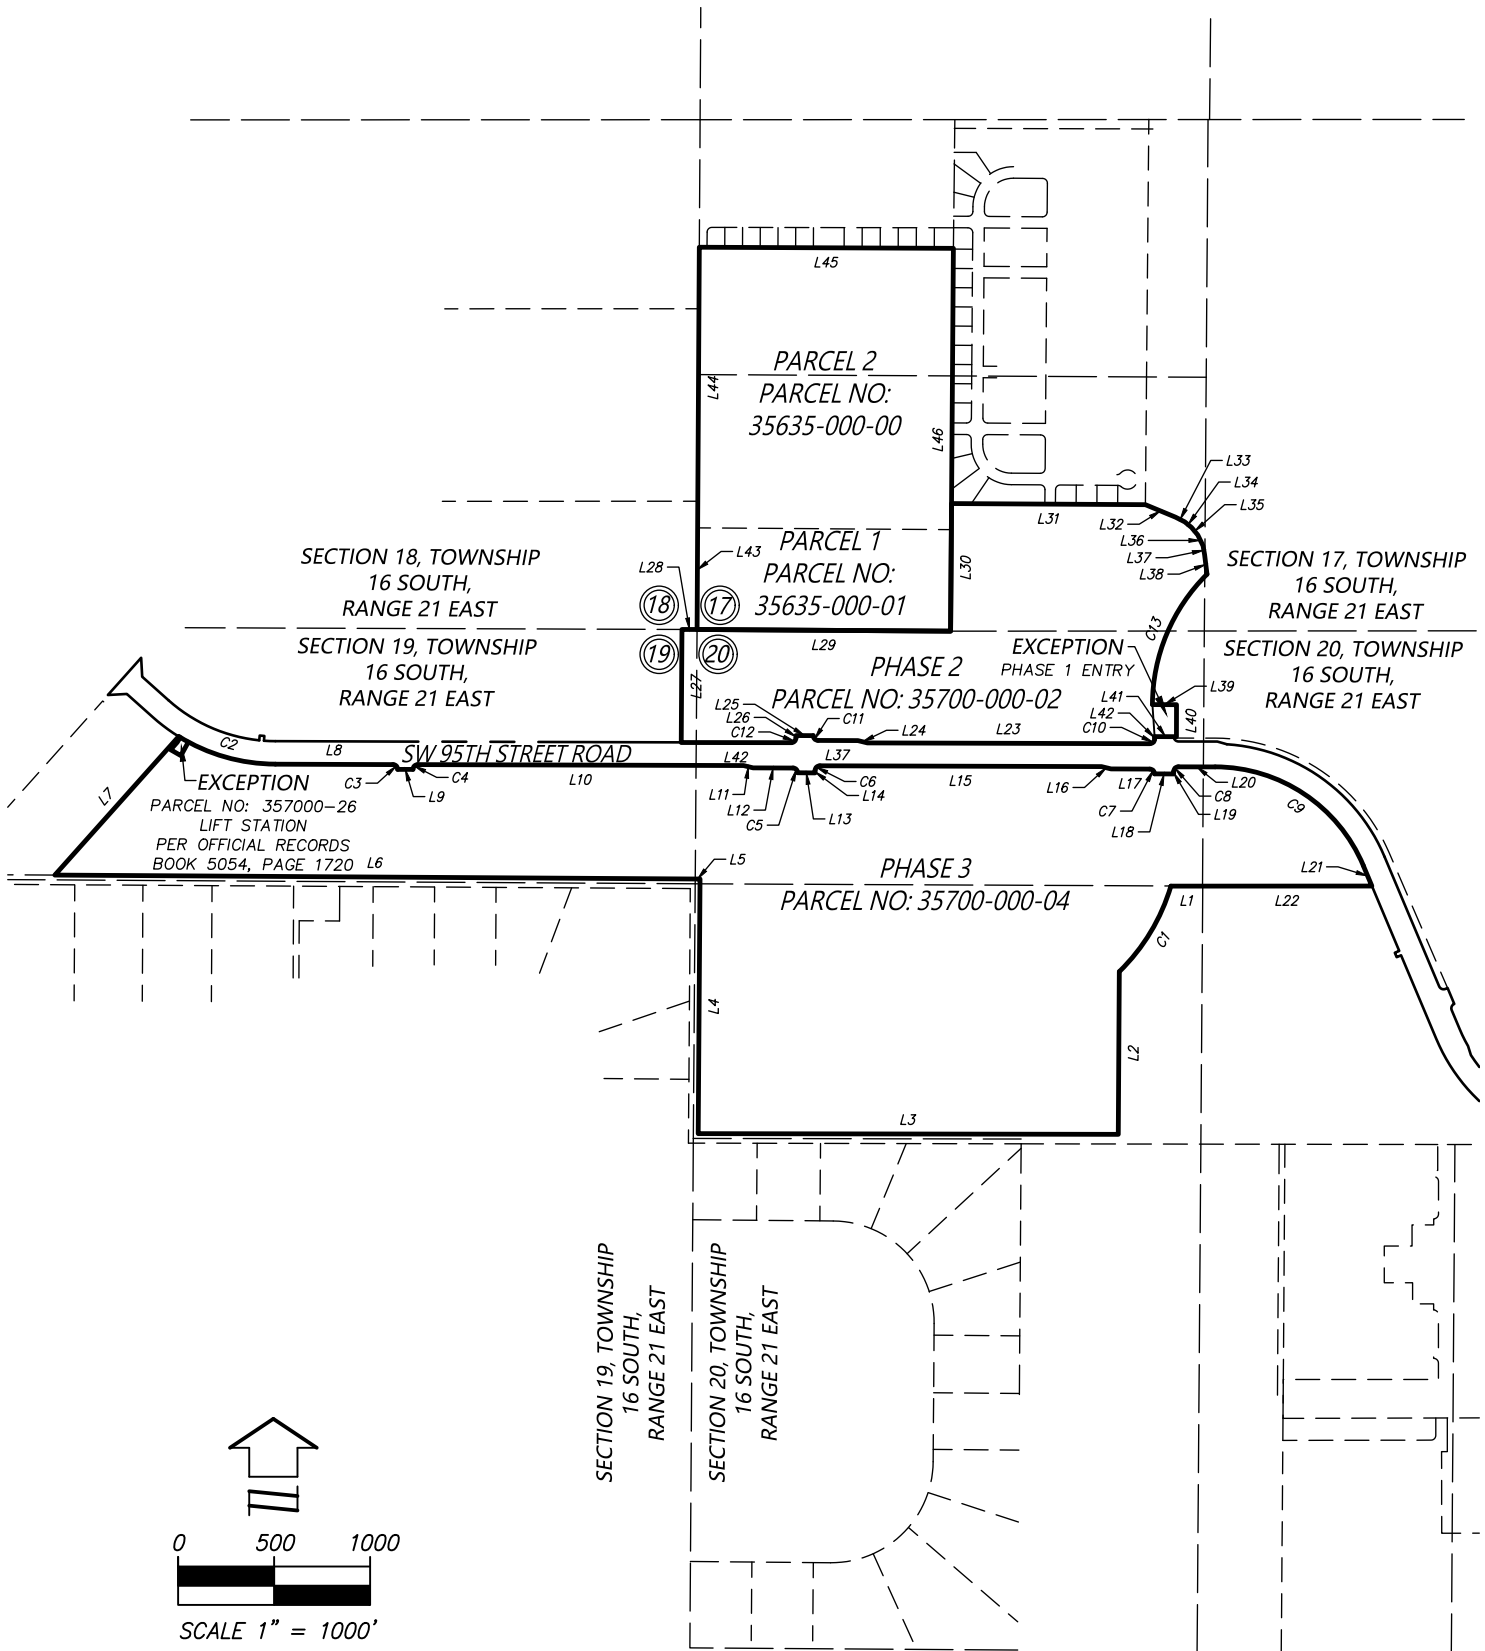 L45
PARCEL 2
PARCEL NO:
35635-000-00
L44
L46
L33
L34
L35
L31
L32
L36
L37
L38
L43
PARCEL 1
PARCEL NO:
35635-000-01
L30
L28
SECTION 18, TOWNSHIP
16 SOUTH,
RANGE 21 EAST
SECTION 17, TOWNSHIP
16 SOUTH,
RANGE 21 EAST
18
17
19
20
SECTION 19, TOWNSHIP
16 SOUTH,
RANGE 21 EAST
L29
C13
EXCEPTION
PHASE 1 ENTRY
SECTION 20, TOWNSHIP
16 SOUTH,
RANGE 21 EAST
PHASE 2
PARCEL NO: 35700-000-02
L27
L39
L41
L42
C10
L40
L25
L26
C12
C11
L24
L23
C2
L8
SW 95TH STREET ROAD
L42
L37
C3
C4
L9
L10
L11
L12
C5
L13
L14
C6
L15
L16
L17
C7
L18
L19
C8
L20
C9
L7
EXCEPTION
PARCEL NO: 357000-26
LIFT STATION
PER OFFICIAL RECORDS
BOOK 5054, PAGE 1720
L6
L5
PHASE 3
PARCEL NO: 35700-000-04
L21
L1
L22
C1
L4
L2
L3
SECTION 19, TOWNSHIP
16 SOUTH,
RANGE 21 EAST
SECTION 20, TOWNSHIP
16 SOUTH,
RANGE 21 EAST
0 500 1000
SCALE 1" = 1000'